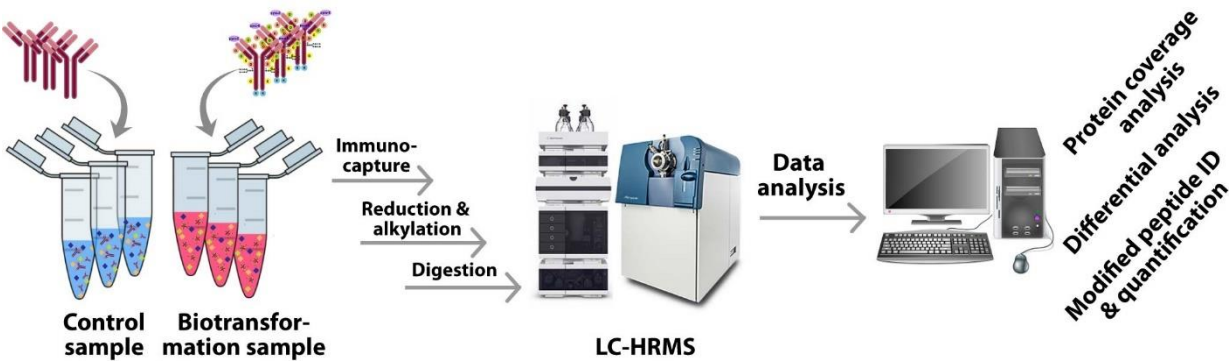 Immuno-
capture
Reduction &
alkylation
Digestion
Control
sample
Biotransfor-
mation sample
LC-HRMS
Data
analysis
Protein coverage
analysis
Differential analysis
Modified peptide ID
& quantification